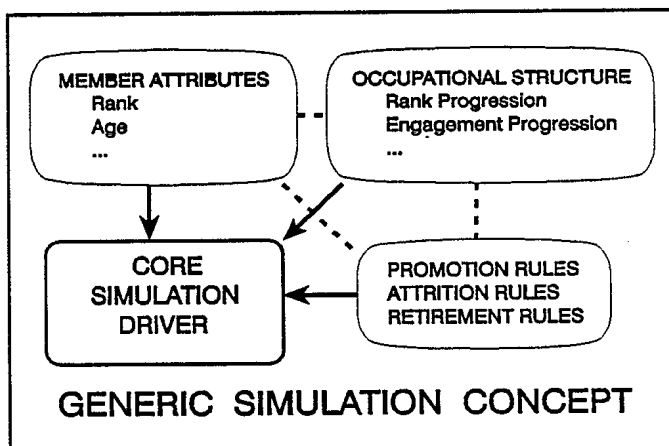 MEMBER ATTRIBUTES
Rank
Age
...
OCCUPATIONAL STRUCTURE
Rank Progression
Engagement Progression
...
CORE
SIMULATION
DRIVER
PROMOTION RULES
ATTRITION RULES
RETIREMENT RULES
GENERIC SIMULATION CONCEPT